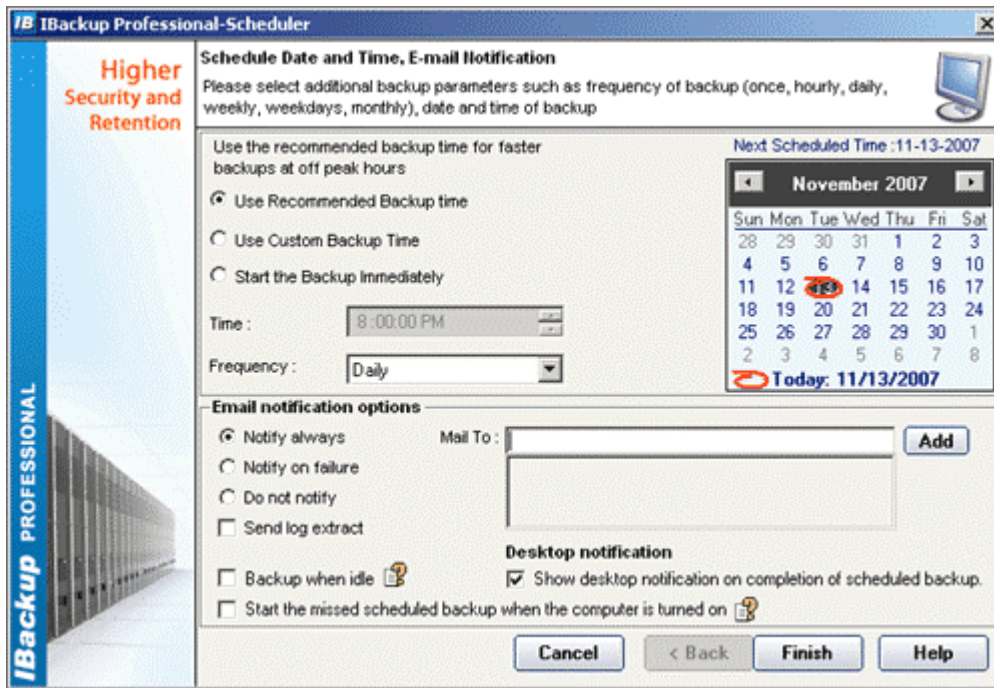 IB IBackup Professional-Scheduler
Higher
Security and
Retention
IBackup PROFESSIONAL
Schedule Date and Time, E-mail Notification
Please select additional backup parameters such as frequency of backup (once, hourly, daily,
weekly, weekdays, monthly), date and time of backup
Use the recommended backup time for faster
backups at off peak hours
Use Recommended Backup time
Use Custom Backup Time
Start the Backup Immediately
Time :
8 :00:00 PM
Frequency :
Daily
Next Scheduled Time :11-13-2007
November 2007
Sun Mon Tue Wed Thu Fri Sat
28 29 30 31 1 2 3
4 5 6 7 8 9 10
11 12 13 14 15 16 17
18 19 20 21 22 23 24
25 26 27 28 29 30 1
2 3 4 5 6 7 8
Today: 11/13/2007
Email notification options
Notify always
Notify on failure
Do not notify
Send log extract
Mail To :
Add
Desktop notification
Backup when idle
Show desktop notification on completion of scheduled backup.
Start the missed scheduled backup when the computer is turned on
Cancel
< Back
Finish
Help